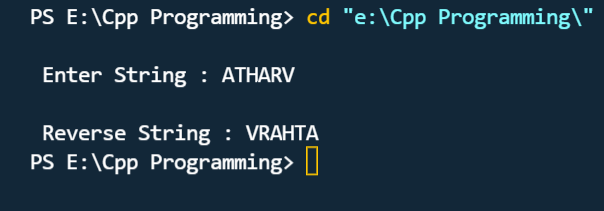 PS E:\Cpp Programming> cd "e:\Cpp Programming\"
Enter String : ATHARV
Reverse String : VRAHTA
PS E:\Cpp Programming>